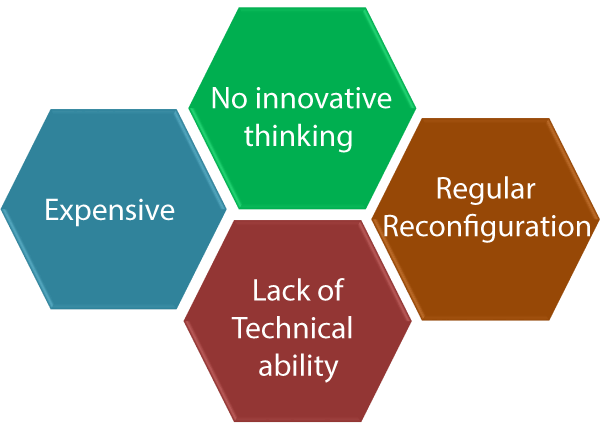 No innovative
thinking
Expensive
Regular
Reconfiguration
Lack of
Technical
ability